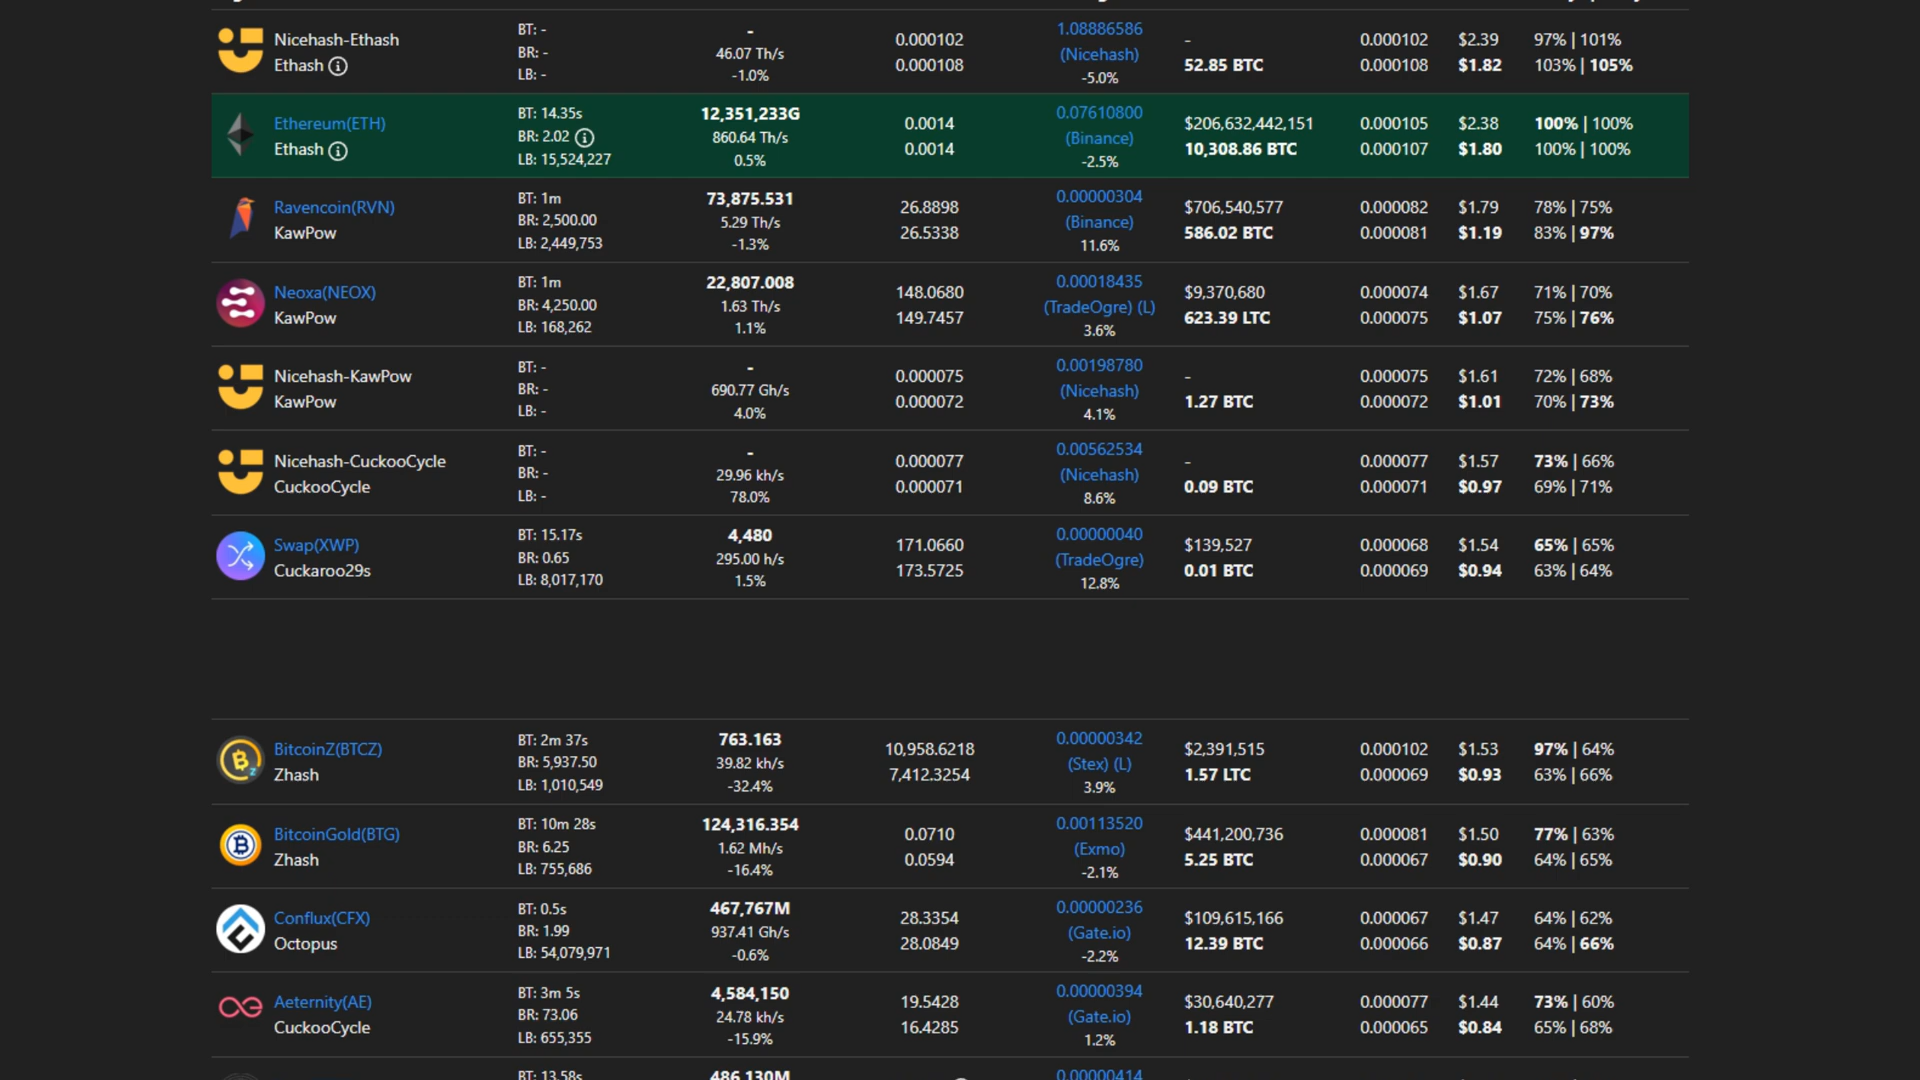 Nicehash-Ethash
Ethash
BT: -
BR: -
LB: -
-
46.07 Th/s
-1.0%
0.000102
0.000108
1.08886586
(Nicehash)
-5.0%
-
52.85 BTC
0.000102
0.000108
$2.39
$1.82
97% | 101%
103% | 105%
Ethereum(ETH)
Ethash
BT: 14.35s
BR: 2.02
LB: 15,524,227
12,351,233G
860.64 Th/s
0.5%
0.0014
0.0014
0.07610800
(Binance)
-2.5%
$206,632,442,151
10,308.86 BTC
0.000105
0.000107
$2.38
$1.80
100% | 100%
100% | 100%
Ravencoin(RVN)
KawPow
BT: 1m
BR: 2,500.00
LB: 2,449,753
73,875.531
5.29 Th/s
-1.3%
26.8898
26.5338
0.00000304
(Binance)
11.6%
$706,540,577
586.02 BTC
0.000082
0.000081
$1.79
$1.19
78% | 75%
83% | 97%
Neoxa(NEOX)
KawPow
BT: 1m
BR: 4,250.00
LB: 168,262
22,807.008
1.63 Th/s
1.1%
148.0680
149.7457
0.00018435
(TradeOgre) (L)
3.6%
$9,370,680
623.39 LTC
0.000074
0.000075
$1.67
$1.07
71% | 70%
75% | 76%
Nicehash-KawPow
KawPow
BT: -
BR: -
LB: -
-
690.77 Gh/s
4.0%
0.000075
0.000072
0.00198780
(Nicehash)
4.1%
-
1.27 BTC
0.000075
0.000072
$1.61
$1.01
72% | 68%
70% | 73%
Nicehash-CuckooCycle
CuckooCycle
BT: -
BR: -
LB: -
-
29.96 kh/s
78.0%
0.000077
0.000071
0.00562534
(Nicehash)
8.6%
-
0.09 BTC
0.000077
0.000071
$1.57
$0.97
73% | 66%
69% | 71%
Swap(XWP)
Cuckaroo29s
BT: 15.17s
BR: 0.65
LB: 8,017,170
4,480
295.00 h/s
1.5%
171.0660
173.5725
0.00000040
(TradeOgre)
12.8%
$139,527
0.01 BTC
0.000068
0.000069
$1.54
$0.94
65% | 65%
63% | 64%
BitcoinZ(BTCZ)
Zhash
BT: 2m 37s
BR: 5,937.50
LB: 1,010,549
763.163
39.82 kh/s
-32.4%
10,958.6218
7,412.3254
0.00000342
(Stex) (L)
3.9%
$2,391,515
1.57 LTC
0.000102
0.000069
$1.53
$0.93
97% | 64%
63% | 66%
BitcoinGold(BTG)
Zhash
BT: 10m 28s
BR: 6.25
LB: 755,686
124,316.354
1.62 Mh/s
-16.4%
0.0710
0.0594
0.00113520
(Exmo)
-2.1%
$441,200,736
5.25 BTC
0.000081
0.000067
$1.50
$0.90
77% | 63%
64% | 65%
Conflux(CFX)
Octopus
BT: 0.5s
BR: 1.99
LB: 54,079,971
467,767M
937.41 Gh/s
-0.6%
28.3354
28.0849
0.00000236
(Gate.io)
-2.2%
$109,615,166
12.39 BTC
0.000067
0.000066
$1.47
$0.87
64% | 62%
64% | 66%
Aeternity(AE)
CuckooCycle
BT: 3m 5s
BR: 73.06
LB: 655,355
4,584,150
24.78 kh/s
-15.9%
19.5428
16.4285
0.00000394
(Gate.io)
1.2%
$30,640,277
1.18 BTC
0.000077
0.000065
$1.44
$0.84
73% | 60%
65% | 68%
BT: 13.58s
486,130M
0.00000414